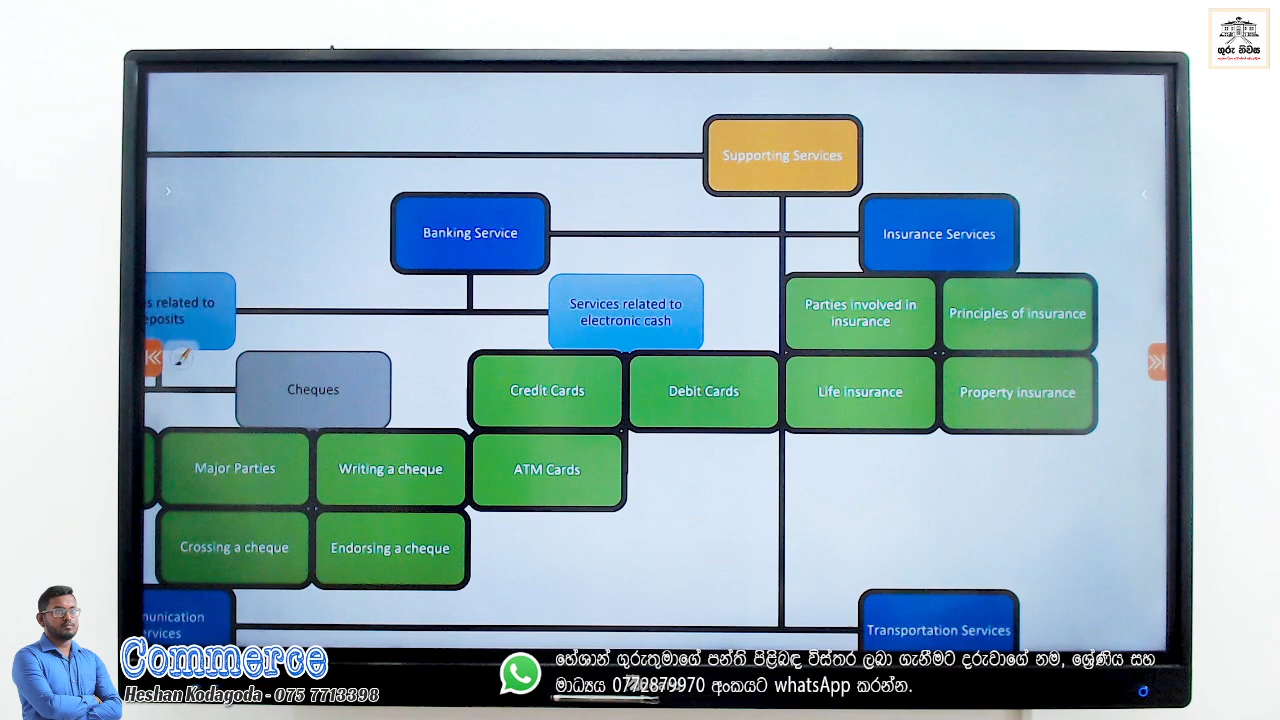 ගුරු නිවස
Supporting Services
Banking Service
Insurance Services
s related to
eposits
Services related to
electronic cash
Parties involved in
insurance
Principles of insurance
Cheques
Credit Cards
Debit Cards
Life insurance
Property insurance
Major Parties
Writing a cheque
ATM Cards
Crossing a cheque
Endorsing a cheque
munication
ervices
Transportation Services
Commerce
Heshan Kodagoda - 075 7713398
හේශාන් ගුරුතුමාගේ පන්ති පිළිබඳ විස්තර ලබා ගැනීමට දරුවාගේ නම, ශ්‍රේණිය සහ
මාධ්‍යය 0772879970 අංකයට whatsApp කරන්න.